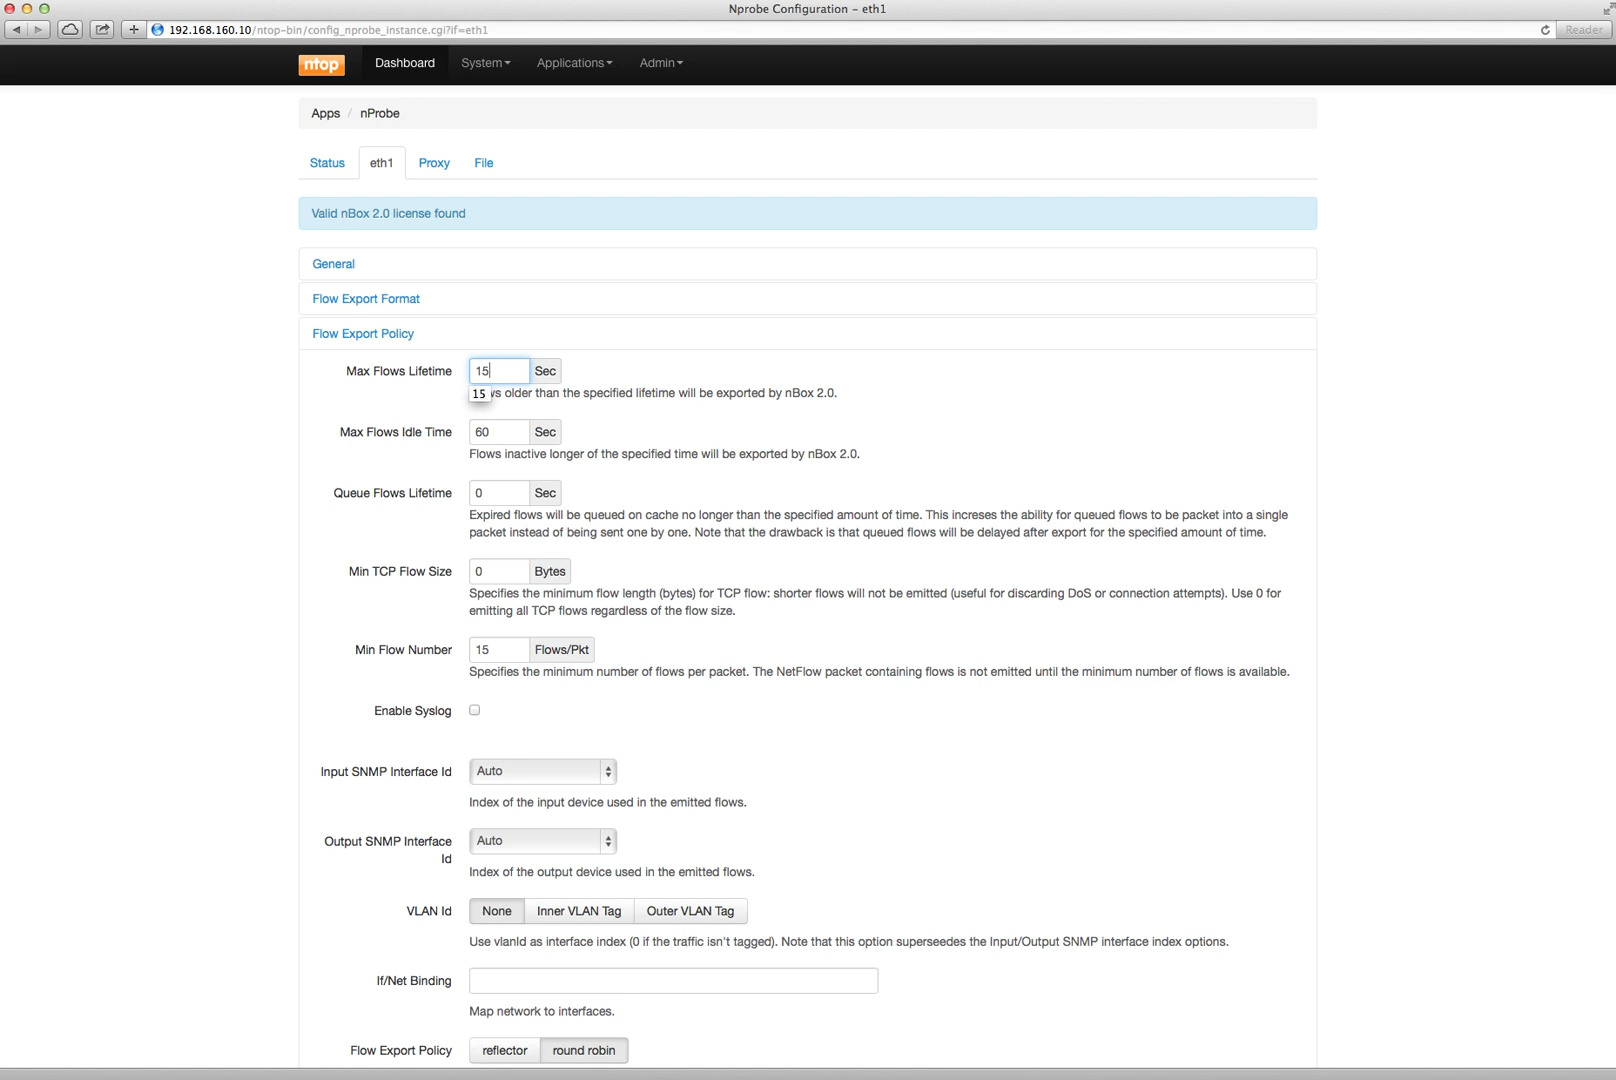 Nprobe Configuration – eth1
192.168.160.10/ntop-bin/config_nprobe_instance.cgi?if=eth1
Reader
ntop
Dashboard System Applications Admin
Apps / nProbe
Status eth1 Proxy File
Valid nBox 2.0 license found
General
Flow Export Format
Flow Export Policy
Max Flows Lifetime 15 Sec
15 vs older than the specified lifetime will be exported by nBox 2.0.
Max Flows Idle Time 60 Sec
Flows inactive longer of the specified time will be exported by nBox 2.0.
Queue Flows Lifetime 0 Sec
Expired flows will be queued on cache no longer than the specified amount of time. This increses the ability for queued flows to be packet into a single
packet instead of being sent one by one. Note that the drawback is that queued flows will be delayed after export for the specified amount of time.
Min TCP Flow Size 0 Bytes
Specifies the minimum flow length (bytes) for TCP flow: shorter flows will not be emitted (useful for discarding DoS or connection attempts). Use 0 for
emitting all TCP flows regardless of the flow size.
Min Flow Number 15 Flows/Pkt
Specifies the minimum number of flows per packet. The NetFlow packet containing flows is not emitted until the minimum number of flows is available.
Enable Syslog
Input SNMP Interface Id Auto
Index of the input device used in the emitted flows.
Output SNMP Interface Auto
Id
Index of the output device used in the emitted flows.
VLAN Id None Inner VLAN Tag Outer VLAN Tag
Use vlanId as interface index (0 if the traffic isn't tagged). Note that this option superseedes the Input/Output SNMP interface index options.
If/Net Binding
Map network to interfaces.
Flow Export Policy reflector round robin